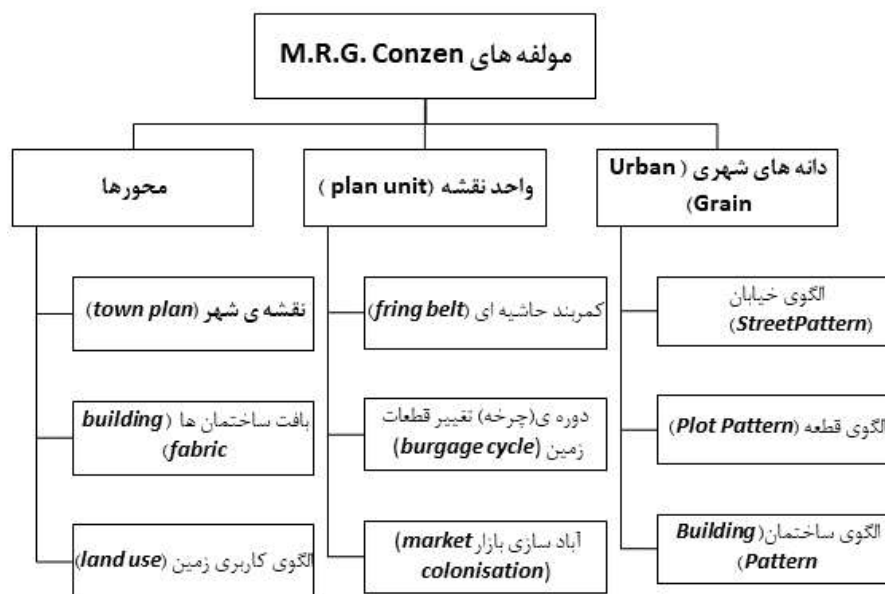 مولفه های M.R.G. Conzen
دانه های شهری (Urban
Grain)
الگوی خیابان
(StreetPattern)
الگوی قطعه (Plot Pattern)
الگوی ساختمان(Building
Pattern)
واحد نقشه (plan unit )
کمربند حاشیه ای (fring belt)
دوره ی(چرخه) تغییر قطعات
زمین (burgage cycle)
آباد سازی بازار market)
(colonisation
محورها
نقشه ی شهر (town plan)
بافت ساختمان ها (building
fabric)
الگوی کاربری زمین (land use)